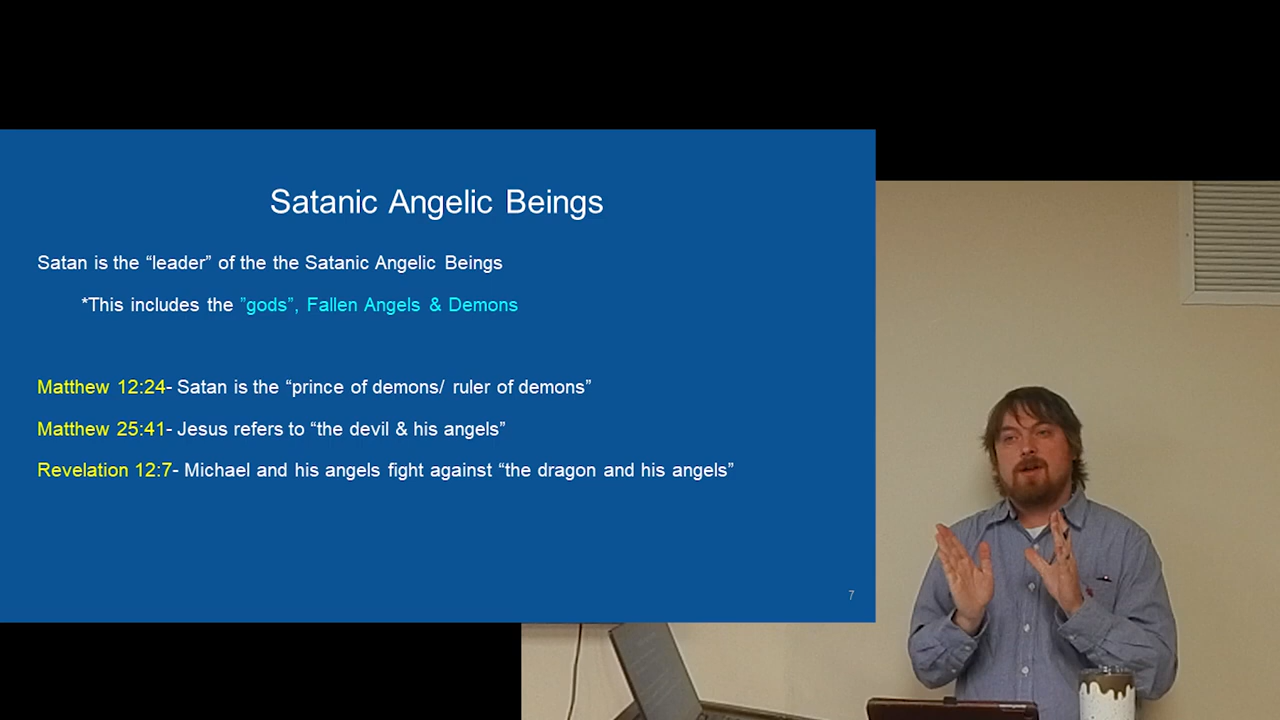 Satanic Angelic Beings
Satan is the “leader” of the the Satanic Angelic Beings
*This includes the ”gods”, Fallen Angels & Demons
Matthew 12:24- Satan is the “prince of demons/ ruler of demons”
Matthew 25:41- Jesus refers to “the devil & his angels”
Revelation 12:7- Michael and his angels fight against “the dragon and his angels”
7